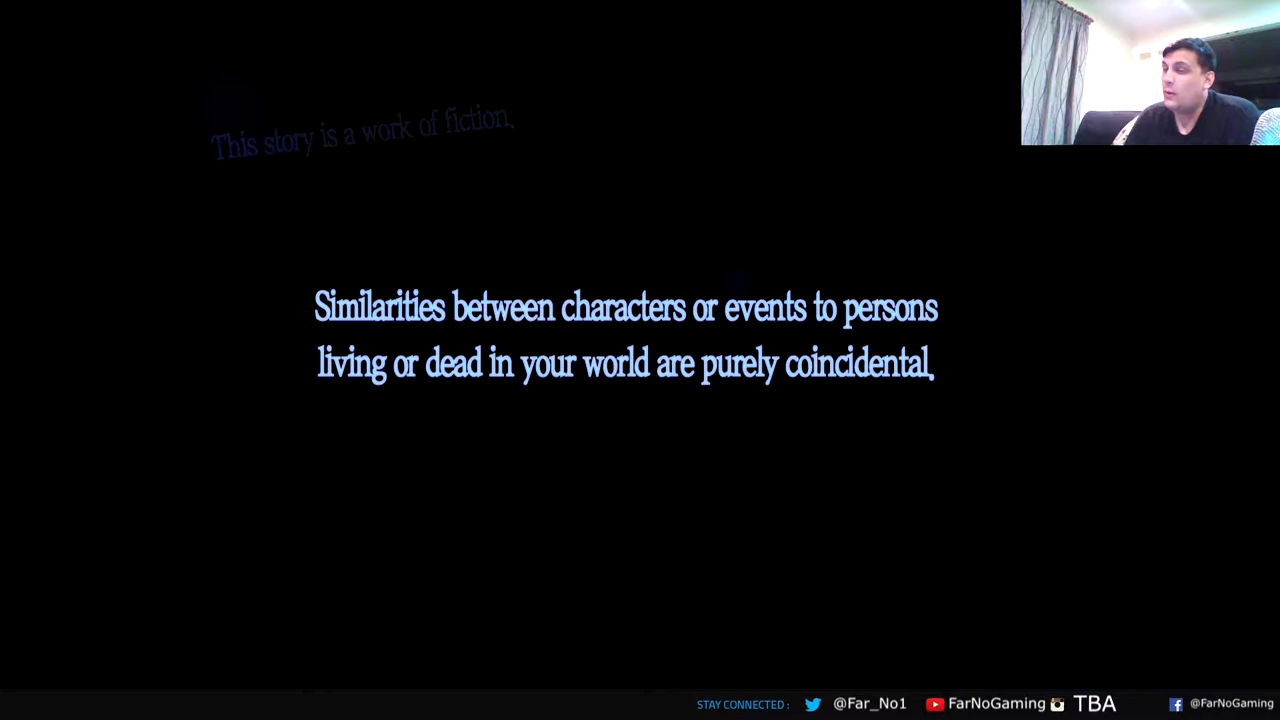 This story is a work of fiction.
Similarities between characters or events to persons
living or dead in your world are purely coincidental.
STAY CONNECTED : @Far_No1 FarNoGaming TBA @FarNoGaming